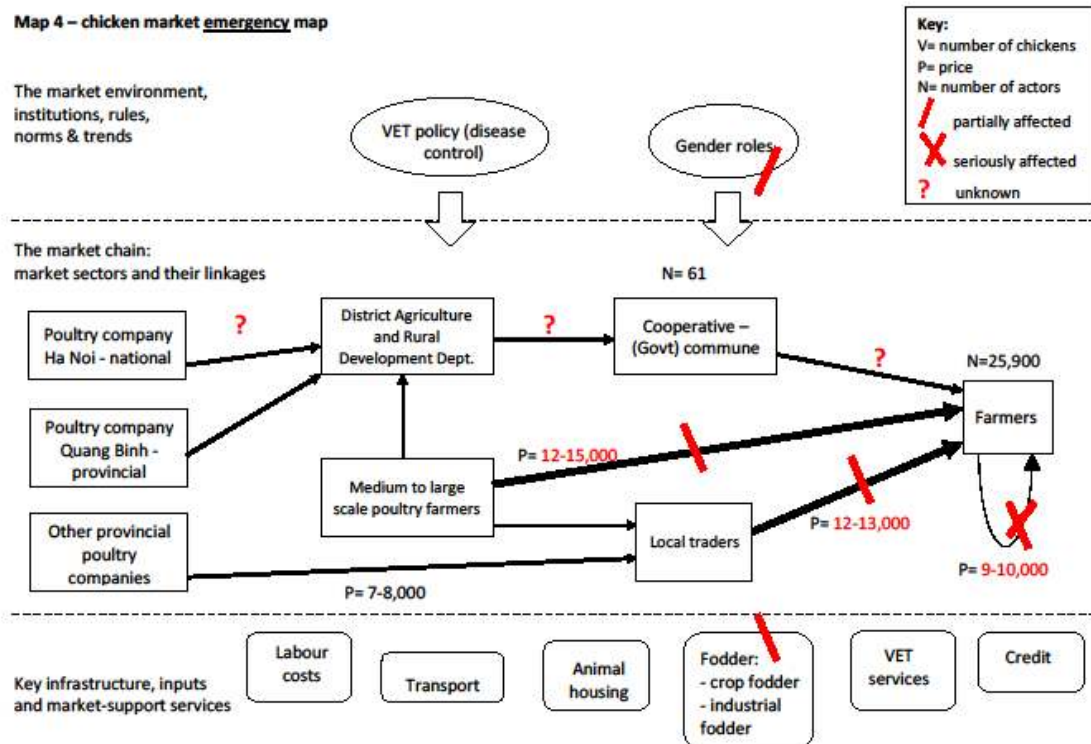 Map 4 – chicken market emergency map
Key:
V= number of chickens
P= price
N= number of actors
partially affected
seriously affected
? unknown
The market environment,
institutions, rules,
norms & trends
VET policy (disease
control)
Gender roles
The market chain:
market sectors and their linkages
N= 61
Poultry company
Ha Noi - national
?
District Agriculture
and Rural
Development Dept.
?
Cooperative –
(Govt) commune
?
N=25,900
Farmers
Poultry company
Quang Binh -
provincial
P= 12-15,000
Medium to large
scale poultry farmers
P= 12-13,000
Local traders
Other provincial
poultry
companies
P= 7-8,000
P= 9-10,000
Key infrastructure, inputs
and market-support services
Labour
costs
Transport
Animal
housing
Fodder:
- crop fodder
- industrial
fodder
VET
services
Credit